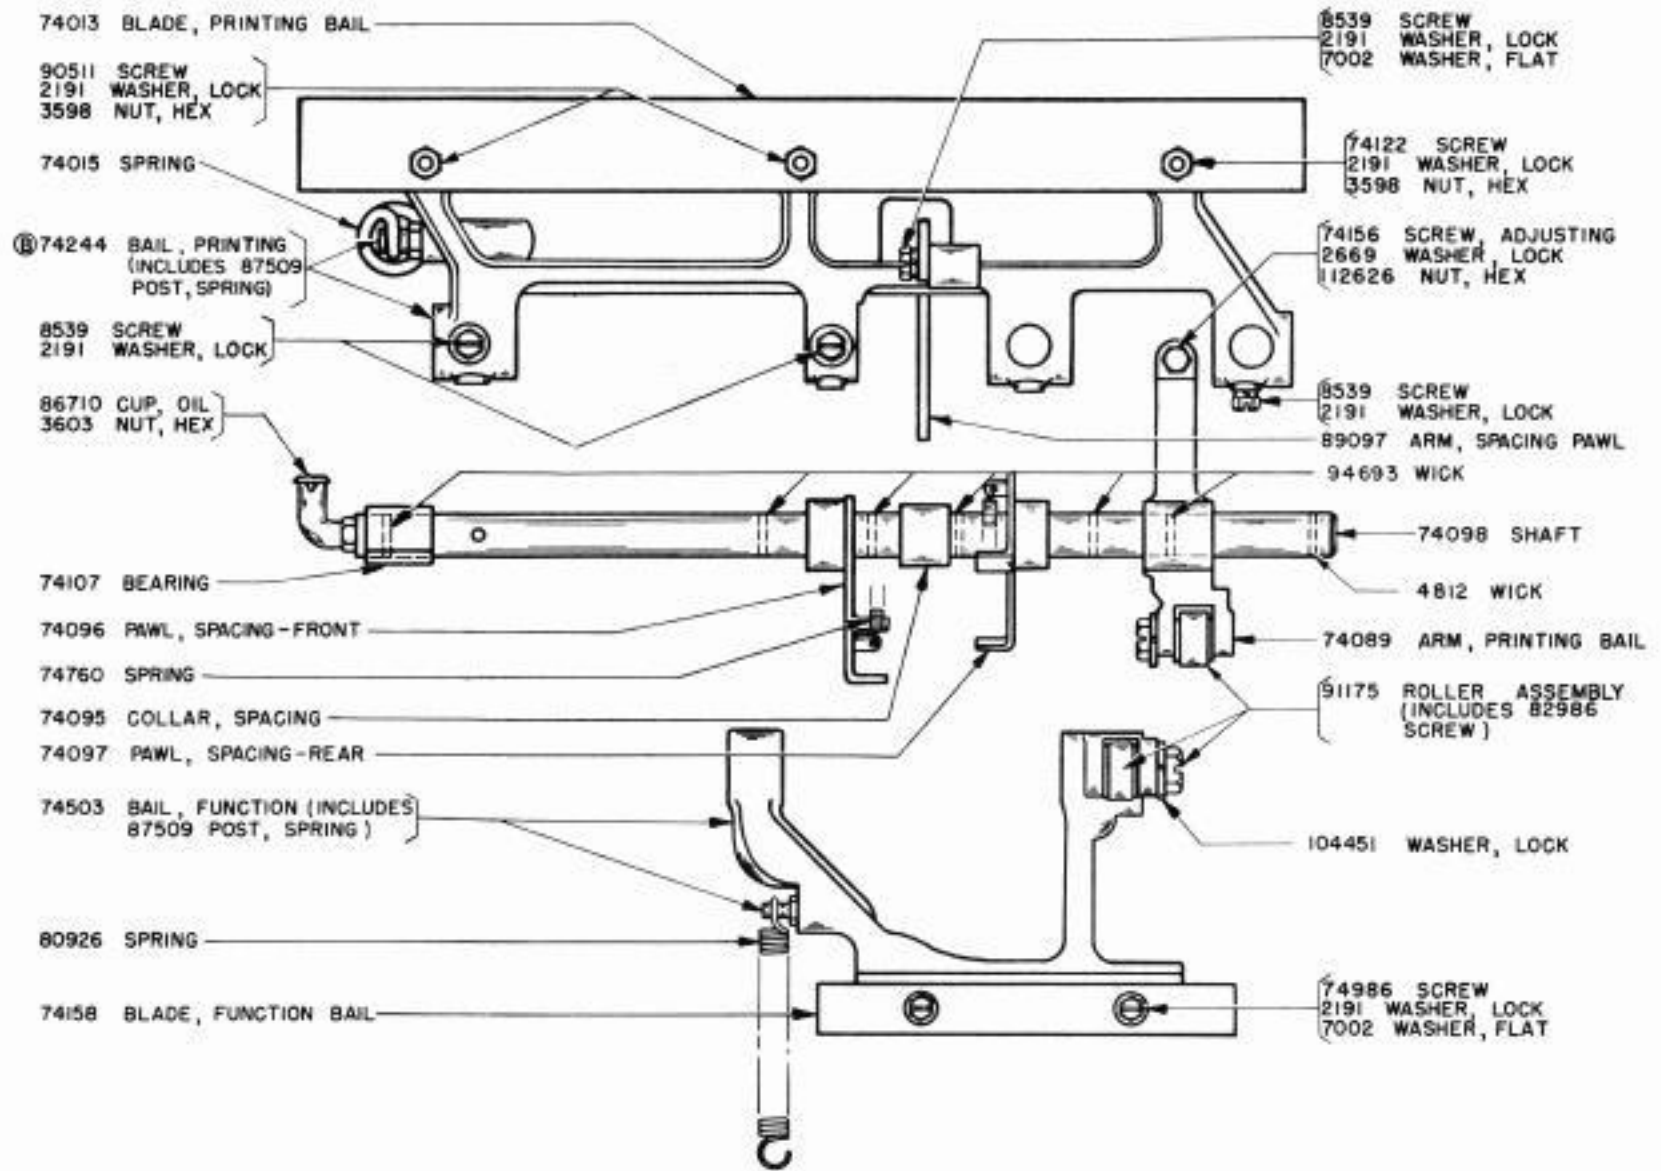 74013 BLADE, PRINTING BAIL
90511 SCREW
2191 WASHER, LOCK
3598 NUT, HEX
74015 SPRING
Ⓑ 74244 BAIL, PRINTING
(INCLUDES 87509
POST, SPRING)
8539 SCREW
2191 WASHER, LOCK
86710 CUP, OIL
3603 NUT, HEX
74107 BEARING
74096 PAWL, SPACING-FRONT
74760 SPRING
74095 COLLAR, SPACING
74097 PAWL, SPACING-REAR
74503 BAIL, FUNCTION (INCLUDES
87509 POST, SPRING)
80926 SPRING
74158 BLADE, FUNCTION BAIL
8539 SCREW
2191 WASHER, LOCK
7002 WASHER, FLAT
74122 SCREW
2191 WASHER, LOCK
3598 NUT, HEX
74156 SCREW, ADJUSTING
2669 WASHER, LOCK
112626 NUT, HEX
8539 SCREW
2191 WASHER, LOCK
89097 ARM, SPACING PAWL
94693 WICK
74098 SHAFT
4812 WICK
74089 ARM, PRINTING BAIL
91175 ROLLER ASSEMBLY
(INCLUDES 82986
SCREW)
104451 WASHER, LOCK
74986 SCREW
2191 WASHER, LOCK
7002 WASHER, FLAT